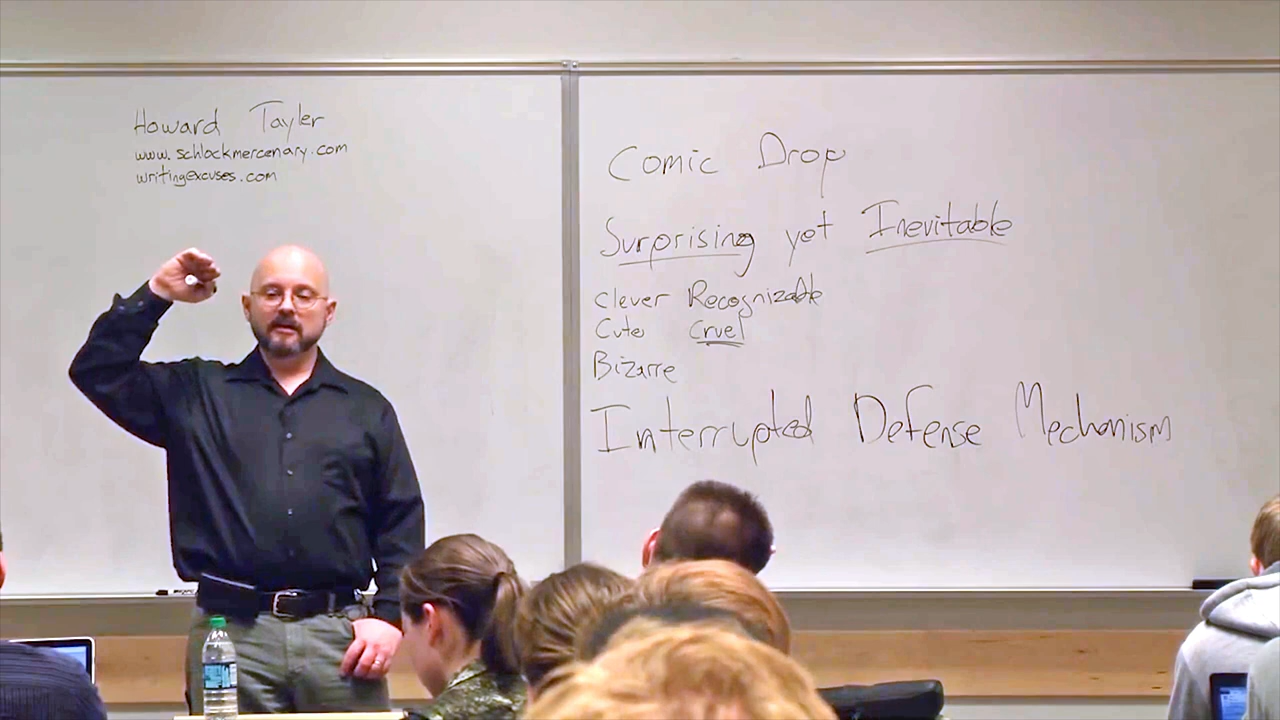 Howard Tayler
www.schlockmercenary.com
writingexcuses.com
Comic Drop
Surprising yet Inevitable
Clever Recognizable
Cute Cruel
Bizarre
Interrupted Defense Mechanism